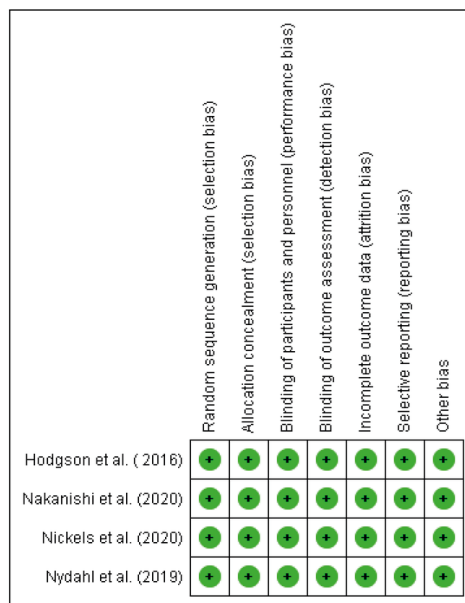 Random sequence generation (selection bias)
Allocation concealment (selection bias)
Blinding of participants and personnel (performance bias)
Blinding of outcome assessment (detection bias)
Incomplete outcome data (attrition bias)
Selective reporting (reporting bias)
Other bias
Hodgson et al. ( 2016) + + + + + + +
Nakanishi et al. (2020) + + + + + + +
Nickels et al. (2020) + + + + + + +
Nydahl et al. (2019) + + + + + + +